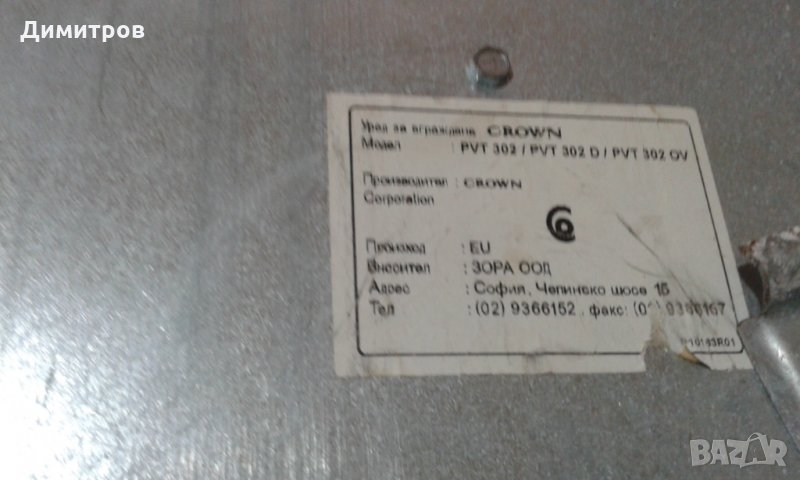 Димитров
Уред за вграждане CROWN
Модел : PVT 302 / PVT 302 D / PVT 302 OV
Производител : CROWN
Corporation
Произход : EU
Вносител : ЗОРА ООД
Адрес : София, Чепинско шосе 15
Тел : (02) 9366152 , факс:
BAZAR